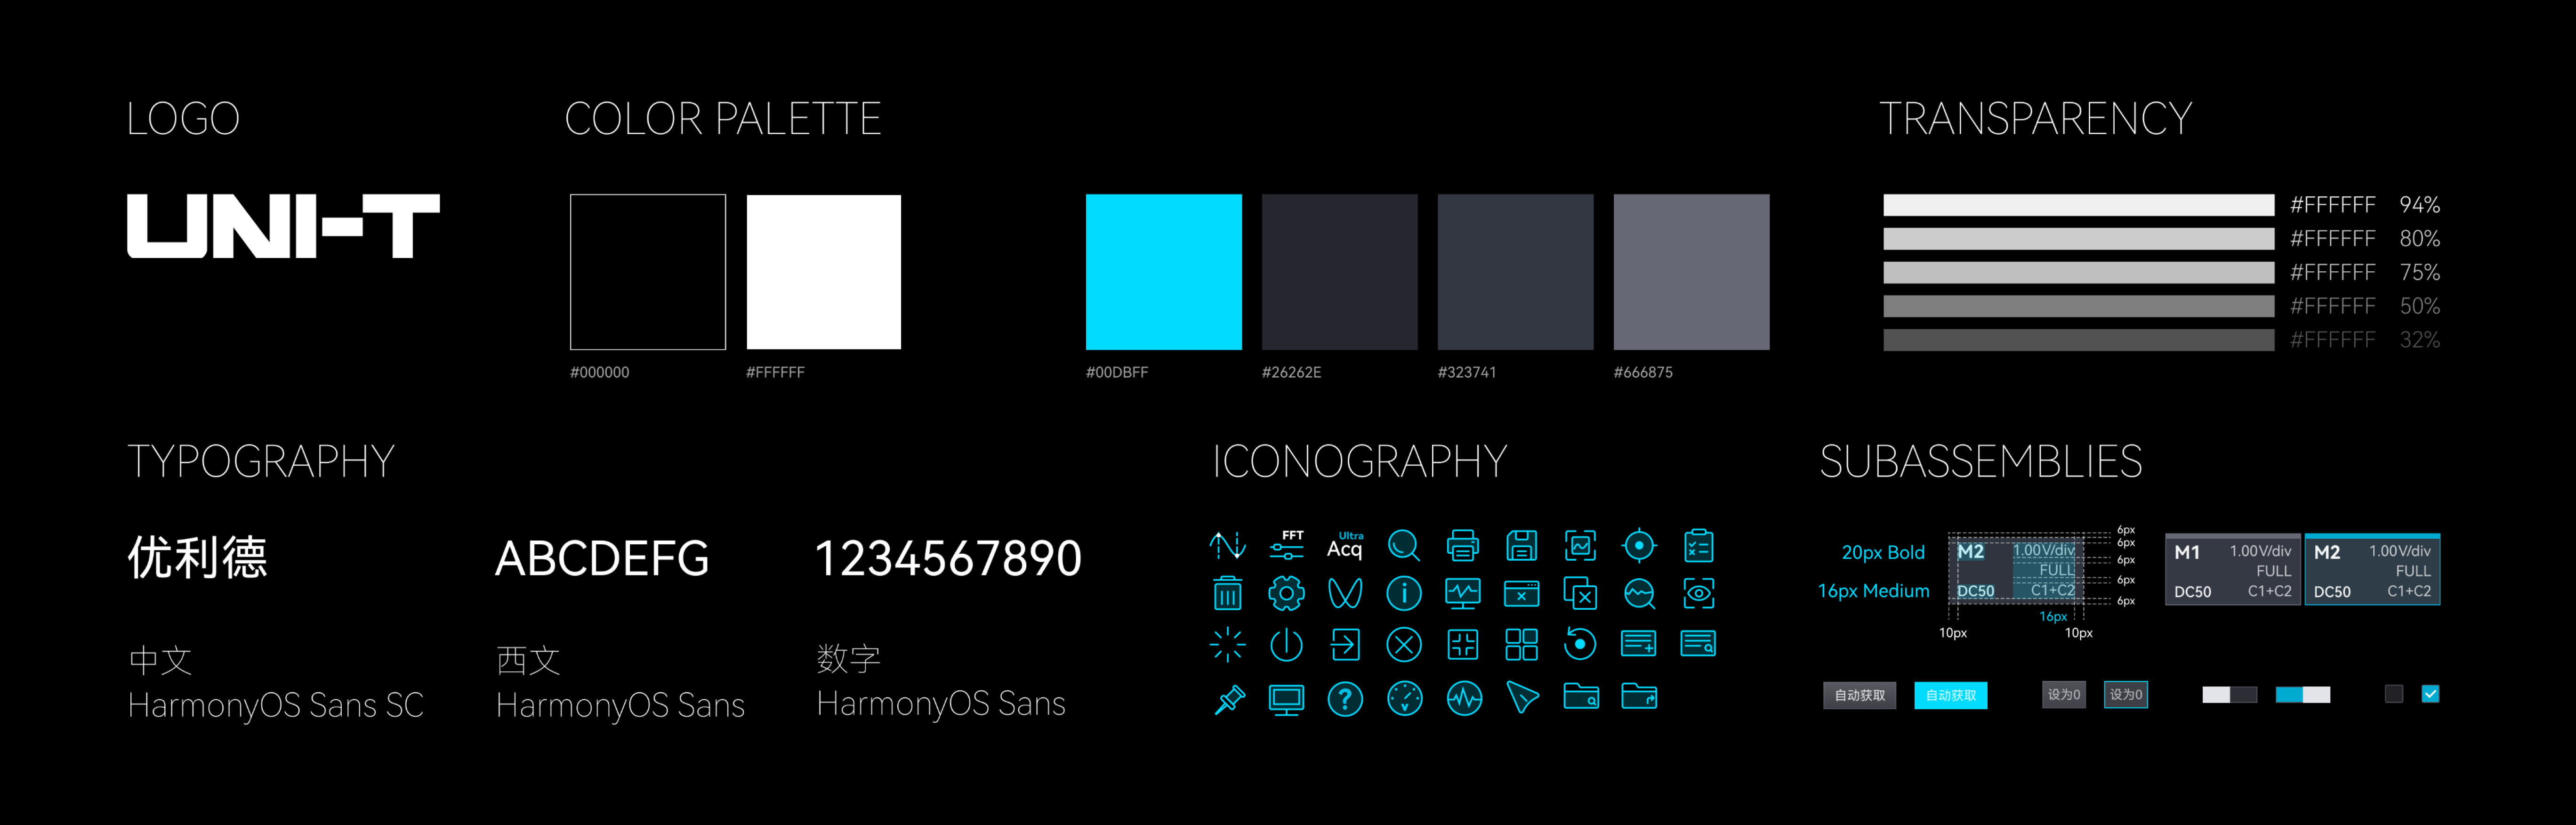 LOGO
UNI-T
COLOR PALETTE
#000000
#FFFFFF
#00DBFF
#26262E
#323741
#666875
TRANSPARENCY
#FFFFFF 94%
#FFFFFF 80%
#FFFFFF 75%
#FFFFFF 50%
#FFFFFF 32%
TYPOGRAPHY
优利德
中文
HarmonyOS Sans SC
ABCDEFG
西文
HarmonyOS Sans
1234567890
数字
HarmonyOS Sans
ICONOGRAPHY
FFT
Ultra
Acq
SUBASSEMBLIES
20px Bold
16px Medium
M2 1.00V/div
FULL
DC50 C1+C2
6px
6px
6px
6px
6px
16px
10px
10px
M1 1.00V/div
FULL
DC50 C1+C2
M2 1.00V/div
FULL
DC50 C1+C2
自动获取
自动获取
设为0
设为0